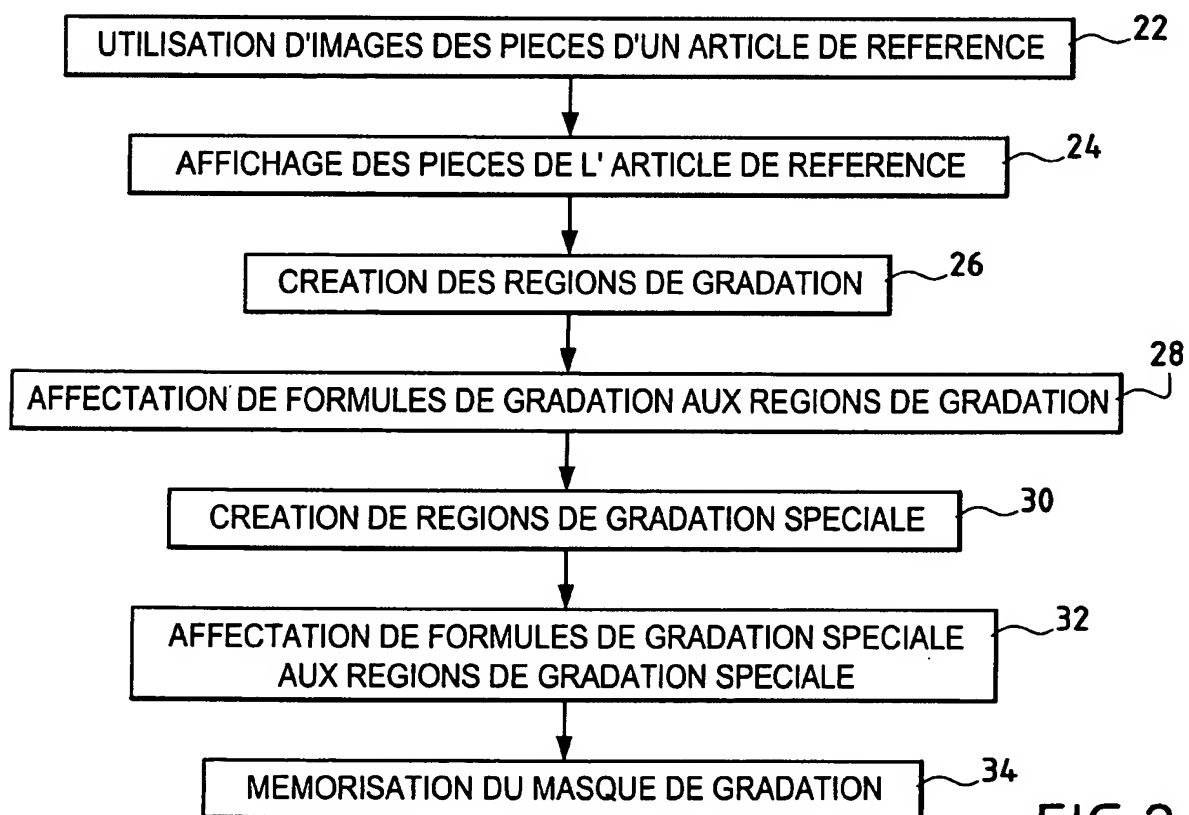 UTILISATION D'IMAGES DES PIECES D'UN ARTICLE DE REFERENCE 22
AFFICHAGE DES PIECES DE L' ARTICLE DE REFERENCE 24
CREATION DES REGIONS DE GRADATION 26
AFFECTATION DE FORMULES DE GRADATION AUX REGIONS DE GRADATION 28
CREATION DE REGIONS DE GRADATION SPECIALE 30
AFFECTATION DE FORMULES DE GRADATION SPECIALE 32
AUX REGIONS DE GRADATION SPECIALE
MEMORISATION DU MASQUE DE GRADATION 34